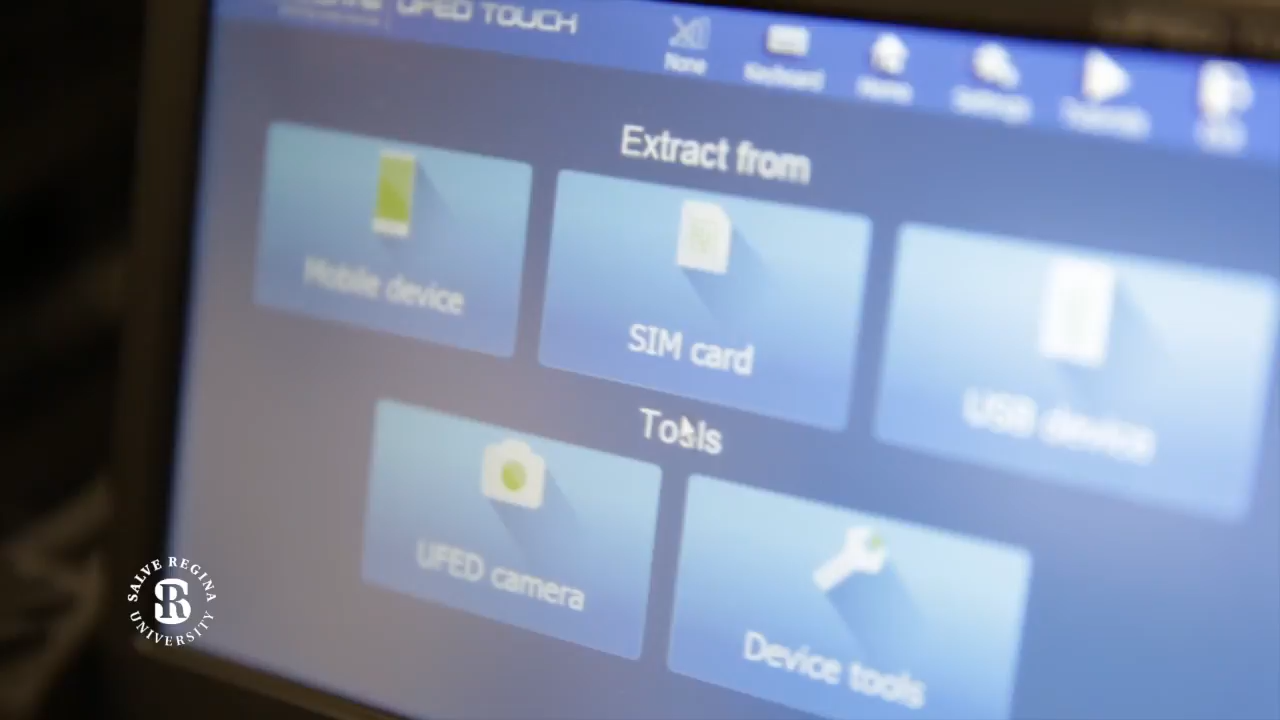 UFED TOUCH
None
Keyboard
Home
Settings
Extract from
Mobile device
SIM card
USB device
Tools
UFED camera
Device tools
SALVE REGINA
UNIVERSITY